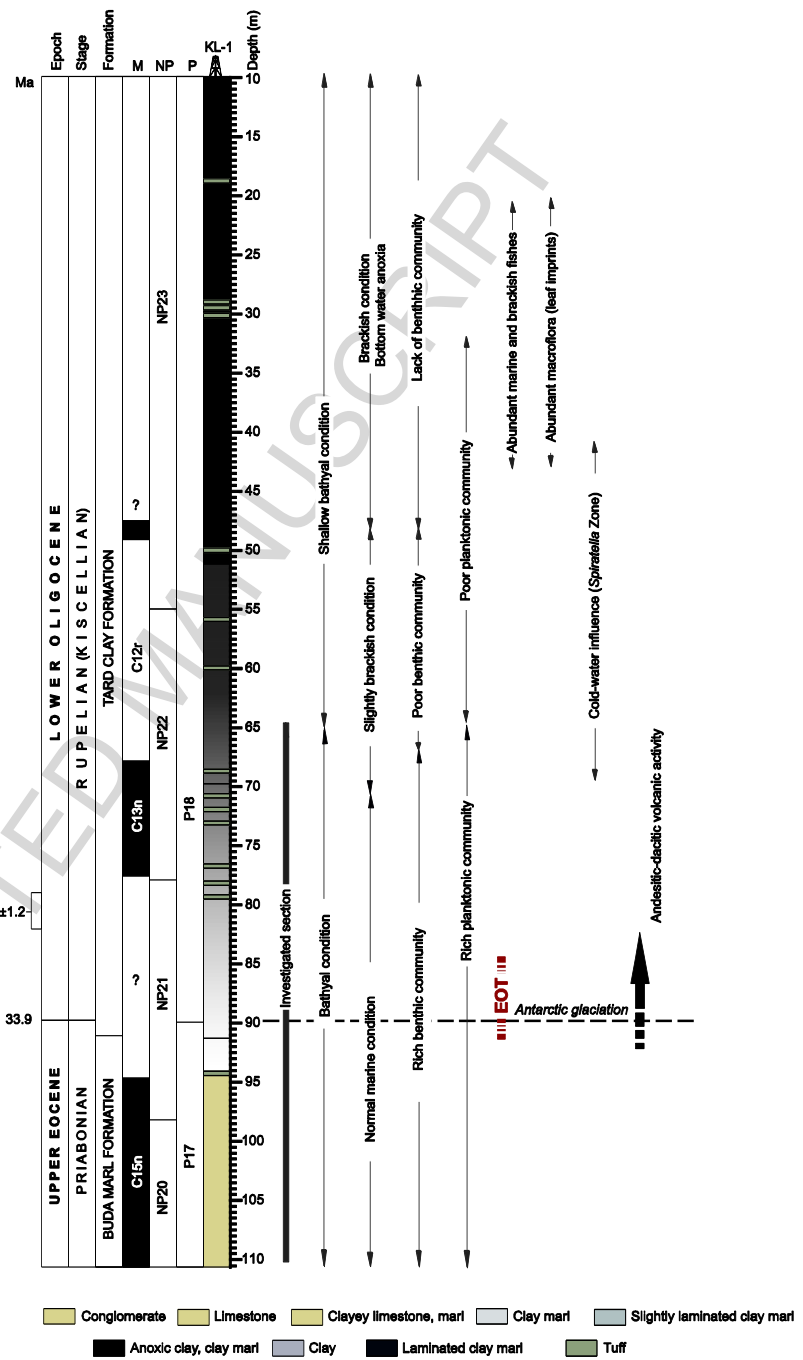 Epoch
Stage
Formation
M
NP
P
KL-1
Depth (m)
Ma
10
15
20
25
30
35
40
45
50
55
60
65
70
75
80
85
90
95
100
105
110
±1.2
33.9
LOWER OLIGOCENE
UPPER EOCENE
RUPELIAN (KISCELLIAN)
PRIABONIAN
TARD CLAY FORMATION
BUDA MARL FORMATION
?
C12r
C13n
?
C15n
NP23
NP22
NP21
NP20
P18
P17
Investigated section
Shallow bathyal condition
Bathyal condition
Brackish condition
Bottom water anoxia
Slightly brackish condition
Normal marine condition
Lack of benthhic community
Poor benthic community
Rich benthic community
Poor planktonic community
Rich planktonic community
Abundant marine and brackish fishes
Abundant macroflora (leaf imprints)
Cold-water influence (Spiratella Zone)
Andesitic-dacitic volcanic activity
EOT
Antarctic glaciation
TED MANUSCRIPT
Conglomerate
Limestone
Clayey limestone, marl
Clay marl
Slightly laminated clay marl
Anoxic clay, clay marl
Clay
Laminated clay marl
Tuff